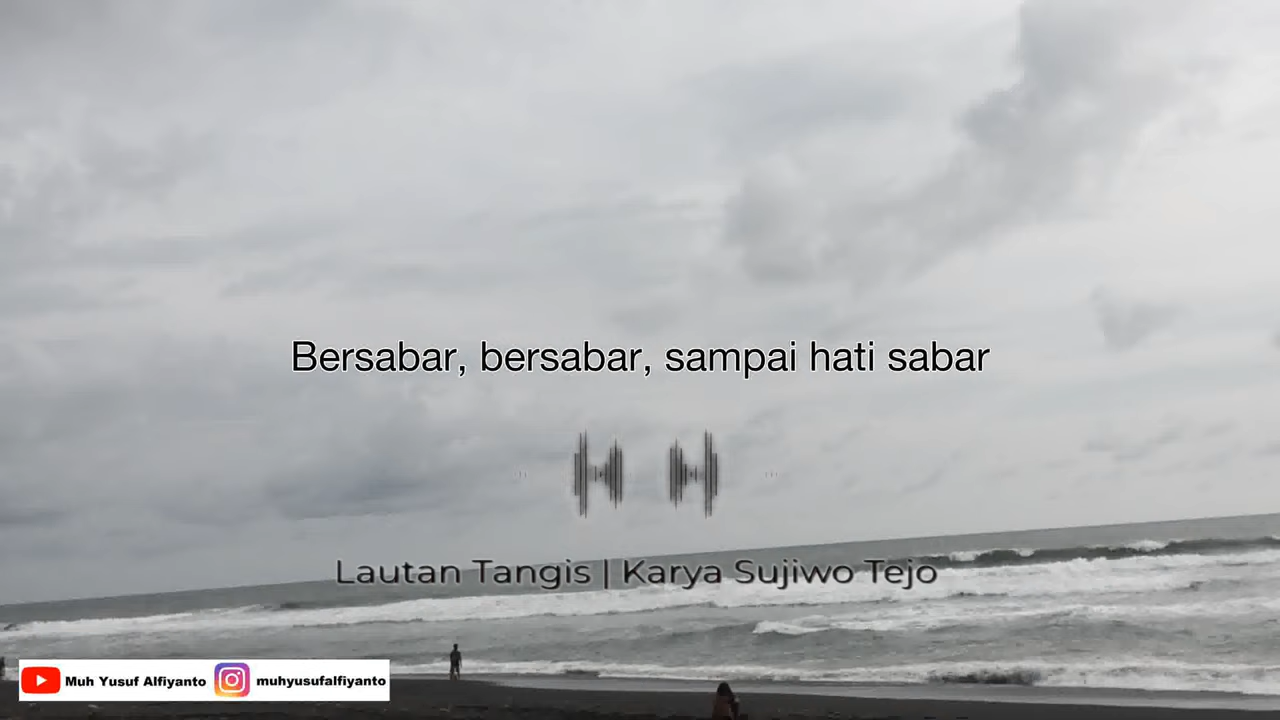 Bersabar, bersabar, sampai hati sabar
Lautan Tangis | Karya Sujiwo Tejo
Muh Yusuf Alfiyanto muhyusufalfiyanto